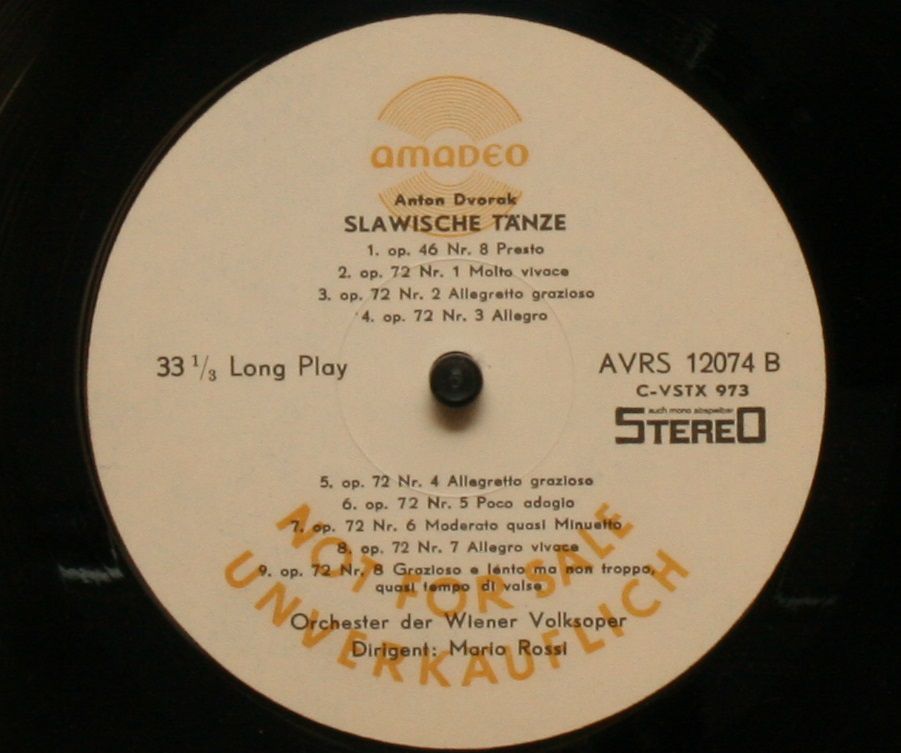 amaDEO
Anton Dvorak
SLAWISCHE TÄNZE
1. op. 46 Nr. 8 Presto
2. op. 72 Nr. 1 Molto vivace
3. op. 72 Nr. 2 Allegretto grazioso
4. op. 72 Nr. 3 Allegro
33 1/3 Long Play
AVRS 12074 B
C-VSTX 973
auch mono abspielbar
STEREO
5. op. 72 Nr. 4 Allegretto grazioso
6. op. 72 Nr. 5 Poco adagio
7. op. 72 Nr. 6 Moderato quasi Minuetto
8. op. 72 Nr. 7 Allegro vivace
9. op. 72 Nr. 8 Grazioso e lento ma non troppo,
quasi tempo di valse
Orchester der Wiener Volksoper
Dirigent: Mario Rossi
NOT FOR SALE
UNVERKAUFLICH